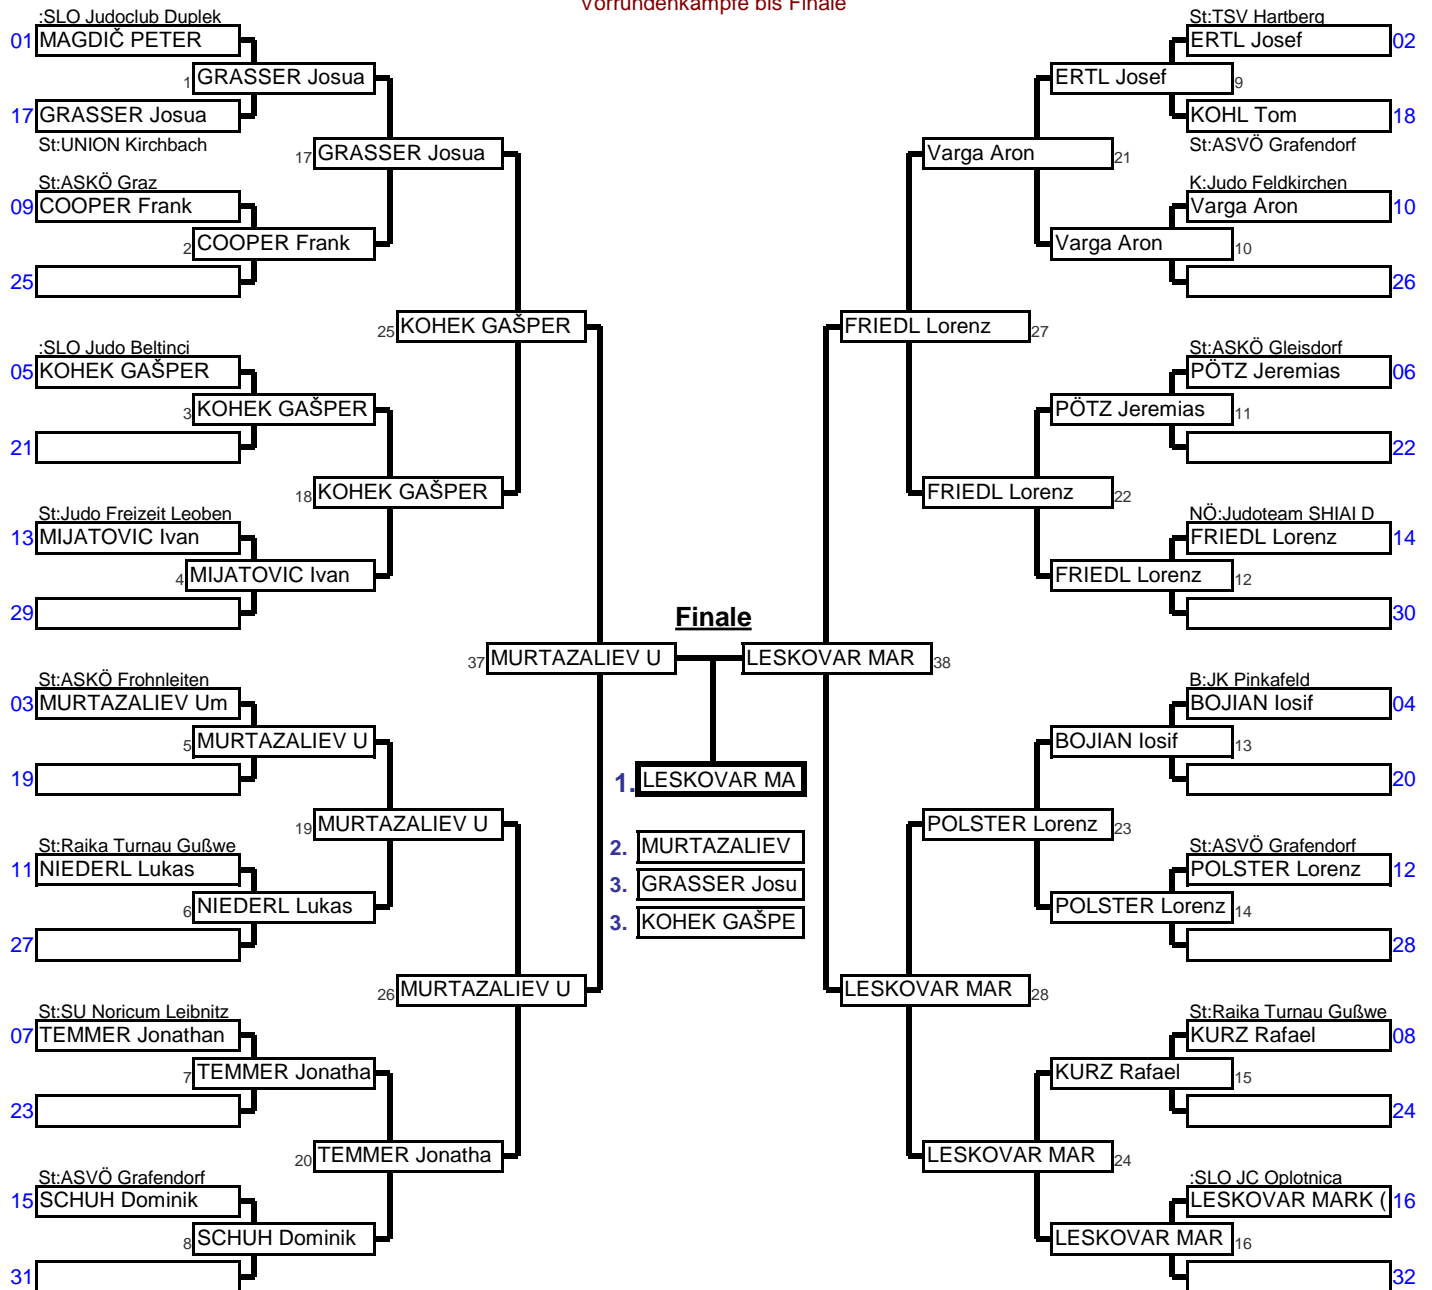 Vorrundenkämpfe bis Finale
:SLO Judoclub Duplek
01 MAGDIČ PETER
1 GRASSER Josua
17 GRASSER Josua
St:UNION Kirchbach
17 GRASSER Josua
St:ASKÖ Graz
09 COOPER Frank
2 COOPER Frank
25
25 KOHEK GAŠPER
:SLO Judo Beltinci
05 KOHEK GAŠPER
3 KOHEK GAŠPER
21
18 KOHEK GAŠPER
St:Judo Freizeit Leoben
13 MIJATOVIC Ivan
4 MIJATOVIC Ivan
29
37 MURTAZALIEV U
St:ASKÖ Frohnleiten
03 MURTAZALIEV Um
5 MURTAZALIEV U
19
19 MURTAZALIEV U
St:Raika Turnau Gußwe
11 NIEDERL Lukas
6 NIEDERL Lukas
27
26 MURTAZALIEV U
St:SU Noricum Leibnitz
07 TEMMER Jonathan
7 TEMMER Jonatha
23
20 TEMMER Jonatha
St:ASVÖ Grafendorf
15 SCHUH Dominik
8 SCHUH Dominik
31
Finale
1. LESKOVAR MA
2. MURTAZALIEV
3. GRASSER Josu
3. KOHEK GAŠPE
St:TSV Hartberg
ERTL Josef 02
ERTL Josef 9
KOHL Tom 18
St:ASVÖ Grafendorf
Varga Aron 21
K:Judo Feldkirchen
Varga Aron 10
Varga Aron 10
26
FRIEDL Lorenz 27
St:ASKÖ Gleisdorf
PÖTZ Jeremias 06
PÖTZ Jeremias 11
22
FRIEDL Lorenz 22
NÖ:Judoteam SHIAI D
FRIEDL Lorenz 14
FRIEDL Lorenz 12
30
LESKOVAR MAR 38
B:JK Pinkafeld
BOJIAN Iosif 04
BOJIAN Iosif 13
20
POLSTER Lorenz 23
St:ASVÖ Grafendorf
POLSTER Lorenz 12
POLSTER Lorenz 14
28
LESKOVAR MAR 28
St:Raika Turnau Gußwe
KURZ Rafael 08
KURZ Rafael 15
24
LESKOVAR MAR 24
:SLO JC Oplotnica
LESKOVAR MARK ( 16
LESKOVAR MAR 16
32